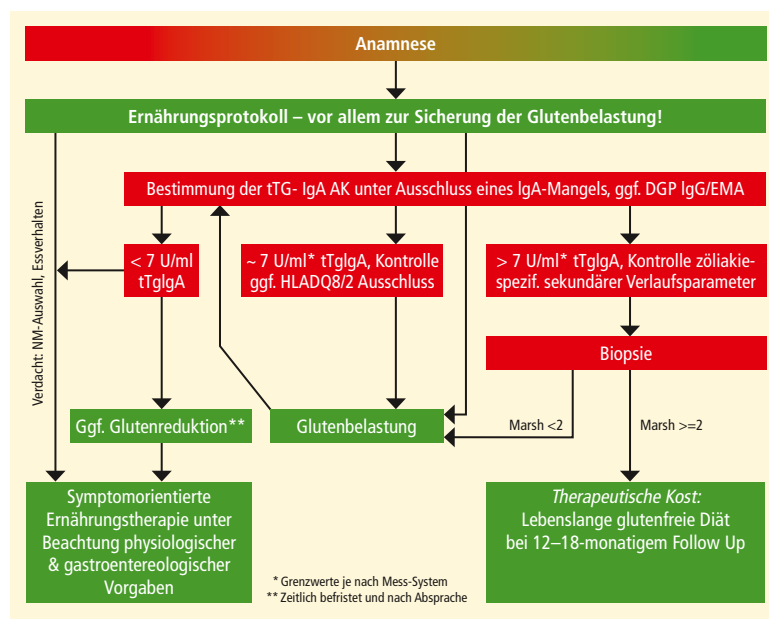 Anamnese
Ernährungsprotokoll – vor allem zur Sicherung der Glutenbelastung!
Bestimmung der tTG- IgA AK unter Ausschluss eines IgA-Mangels, ggf. DGP IgG/EMA
Verdacht: NM-Auswahl, Essverhalten
< 7 U/ml
tTgIgA
~ 7 U/ml* tTgIgA, Kontrolle
ggf. HLADQ8/2 Ausschluss
> 7 U/ml* tTgIgA, Kontrolle zöliakie-
spezif. sekundärer Verlaufsparameter
Biopsie
Ggf. Glutenreduktion**
Glutenbelastung
Marsh <2
Marsh >=2
Symptomorientierte
Ernährungstherapie unter
Beachtung physiologischer
& gastroentereologischer
Vorgaben
Therapeutische Kost:
Lebenslange glutenfreie Diät
bei 12–18-monatigem Follow Up
* Grenzwerte je nach Mess-System
** Zeitlich befristet und nach Absprache